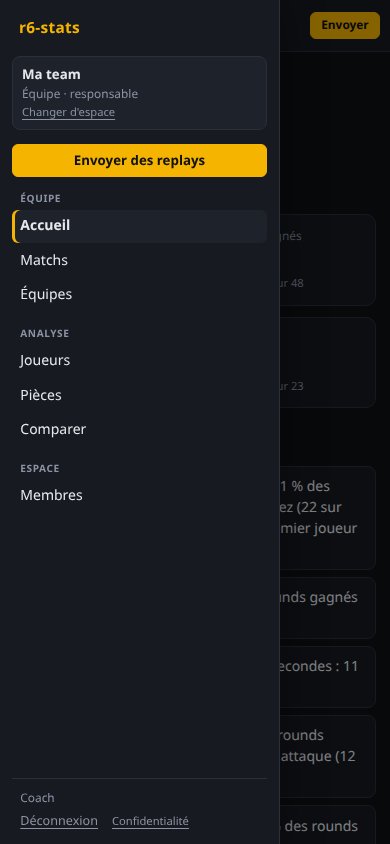 r6-stats
Envoyer
Ma team
Équipe · responsable
Changer d'espace
Envoyer des replays
ÉQUIPE
Accueil
Matchs
Équipes
ANALYSE
Joueurs
Pièces
Comparer
ESPACE
Membres
Coach
Déconnexion Confidentialité
gnés
ur 48
ur 23
1 % des
ez (22 sur
mier joueur
nds gagnés
econdes : 11
rounds
attaque (12
des rounds